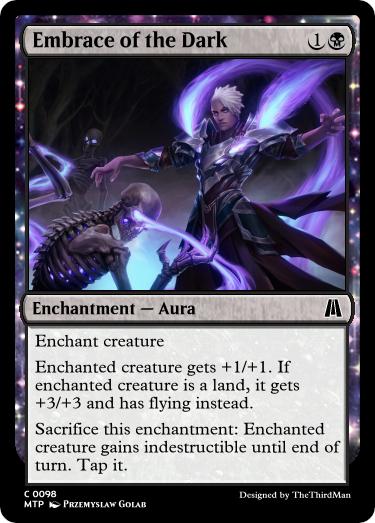 Embrace of the Dark 1
Enchantment — Aura
Enchant creature
Enchanted creature gets +1/+1. If
enchanted creature is a land, it gets
+3/+3 and has flying instead.
Sacrifice this enchantment: Enchanted
creature gains indestructible until end of
turn. Tap it.
C 0098
MTP Przemyslaw Golab
Designed by TheThirdMan